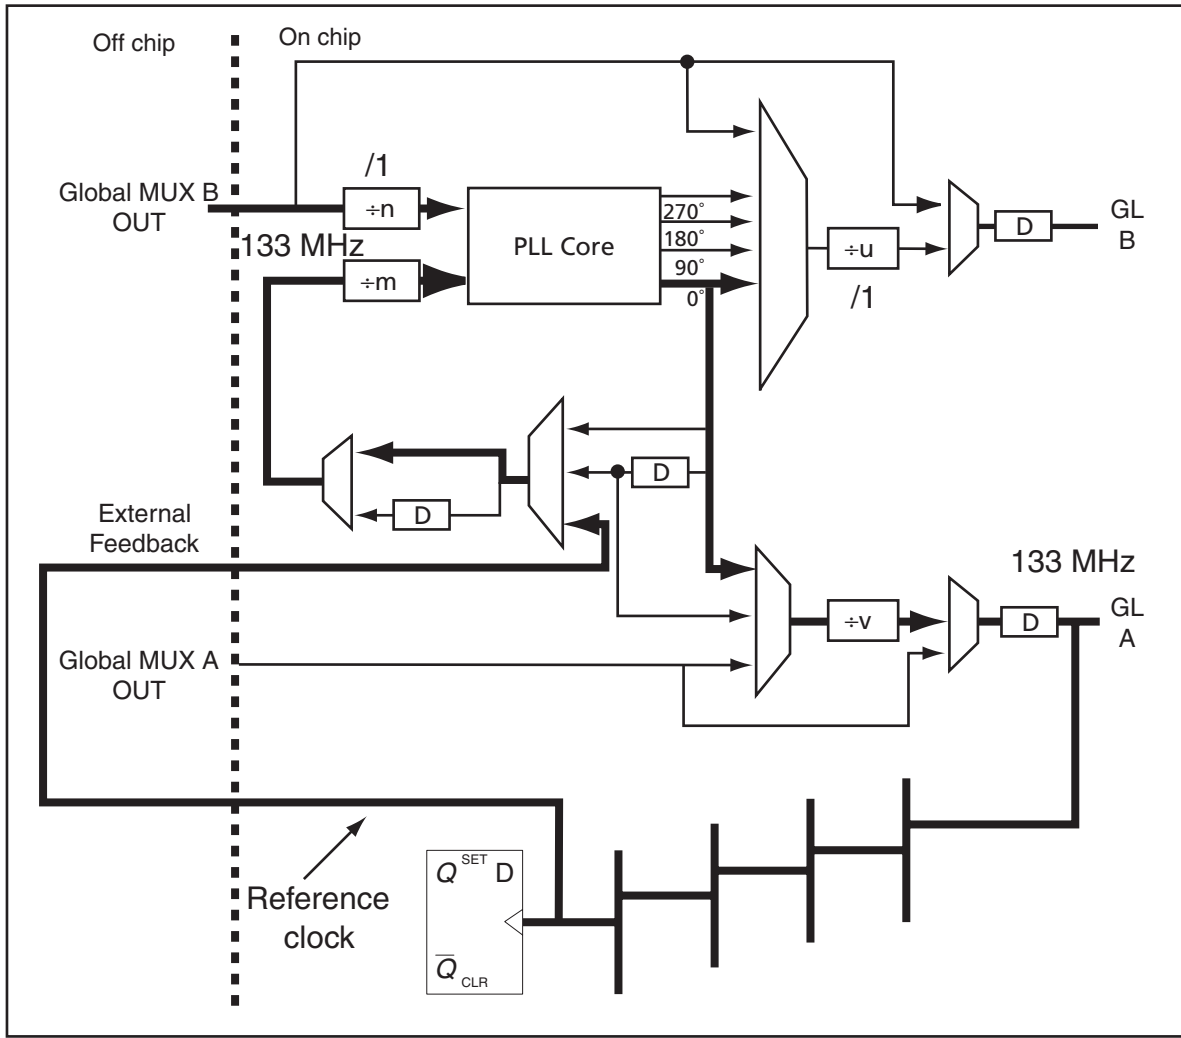 Off chip
On chip
/1
Global MUX B
OUT
÷n
133 MHz
÷m
PLL Core
270°
180°
90°
0°
÷u
/1
D
GL
B
D
D
External
Feedback
133 MHz
÷v
D
GL
A
Global MUX A
OUT
Reference
clock
Q SET D
Q̅ CLR